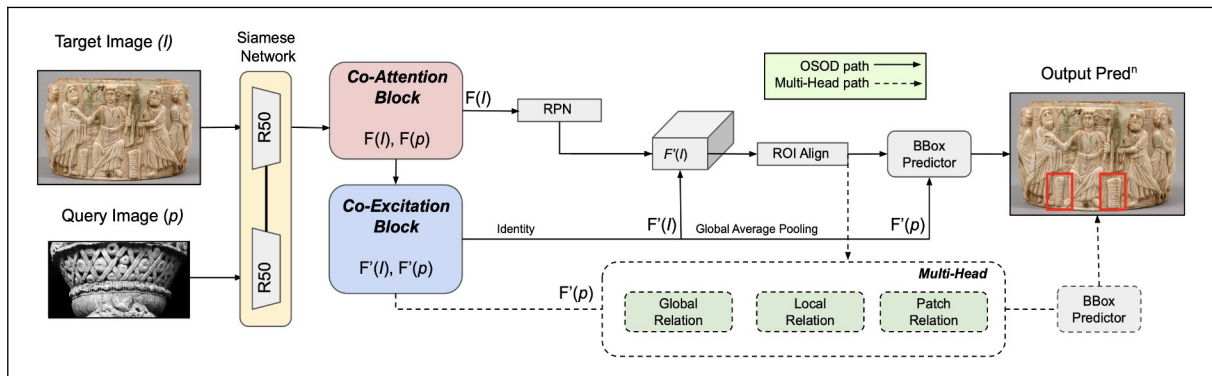 Target Image (I)
Siamese
Network
Co-Attention
Block
F(I), F(p)
F(I)
RPN
OSOD path
Multi-Head path
Output Predⁿ
R50
F'(I)
ROI Align
BBox
Predictor
Query Image (p)
Co-Excitation
Block
F'(I), F'(p)
Identity
F'(I)
Global Average Pooling
F'(p)
R50
F'(p)
Multi-Head
Global
Relation
Local
Relation
Patch
Relation
BBox
Predictor